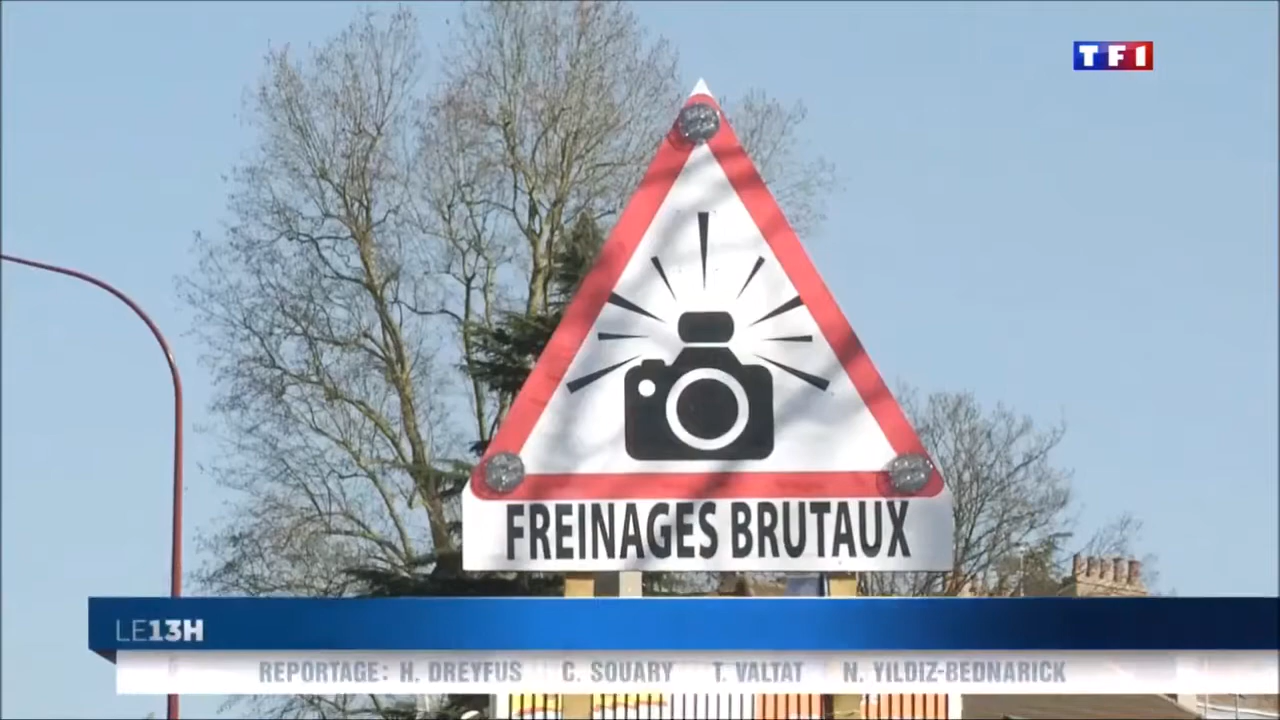 TF1
FREINAGES BRUTAUX
LE13H
REPORTAGE: H. DREYFUS C. SOUARY T. VALTAT N. YILDIZ-BEDNARICK